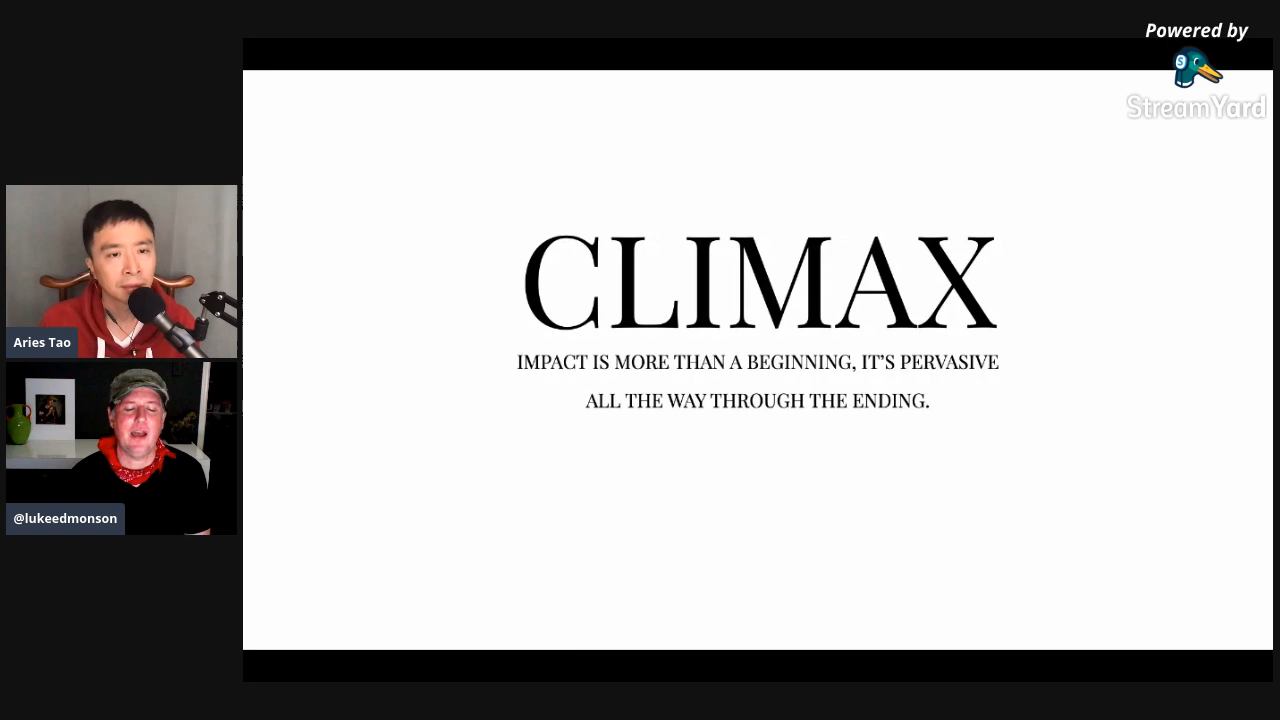 Powered by
StreamYard
CLIMAX
IMPACT IS MORE THAN A BEGINNING, IT’S PERVASIVE
ALL THE WAY THROUGH THE ENDING.
Aries Tao
@lukeedmonson